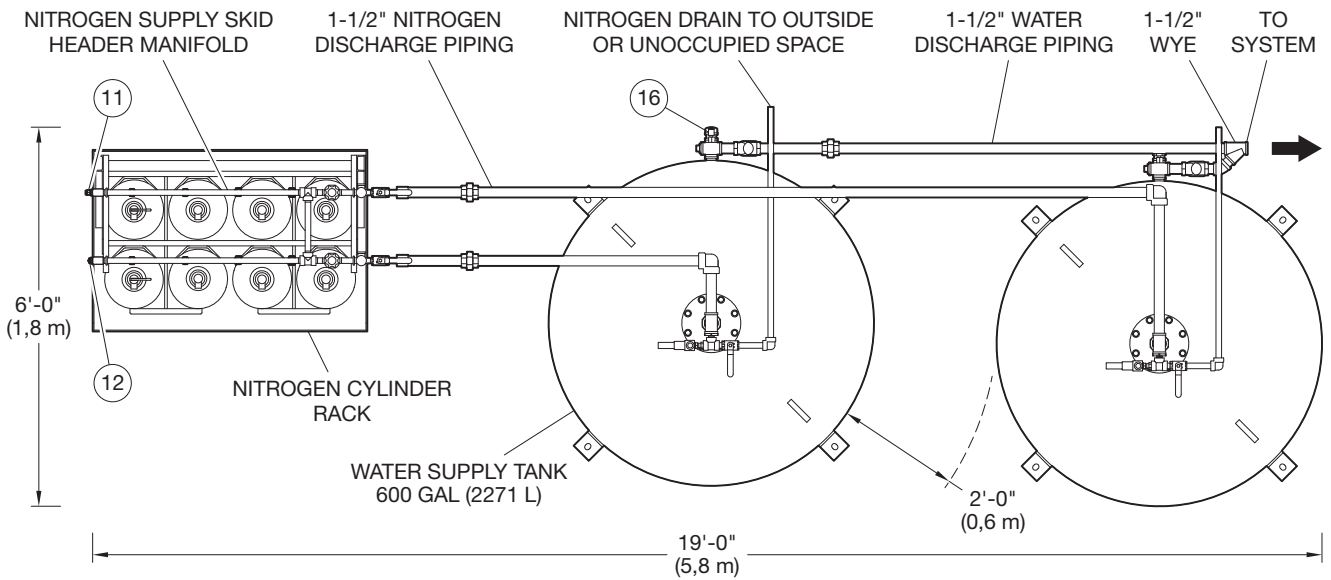 NITROGEN SUPPLY SKID
HEADER MANIFOLD
1-1/2" NITROGEN
DISCHARGE PIPING
NITROGEN DRAIN TO OUTSIDE
OR UNOCCUPIED SPACE
1-1/2" WATER
DISCHARGE PIPING
1-1/2"
WYE
TO
SYSTEM
11
16
6'-0"
(1,8 m)
12
NITROGEN CYLINDER
RACK
WATER SUPPLY TANK
600 GAL (2271 L)
2'-0"
(0,6 m)
19'-0"
(5,8 m)